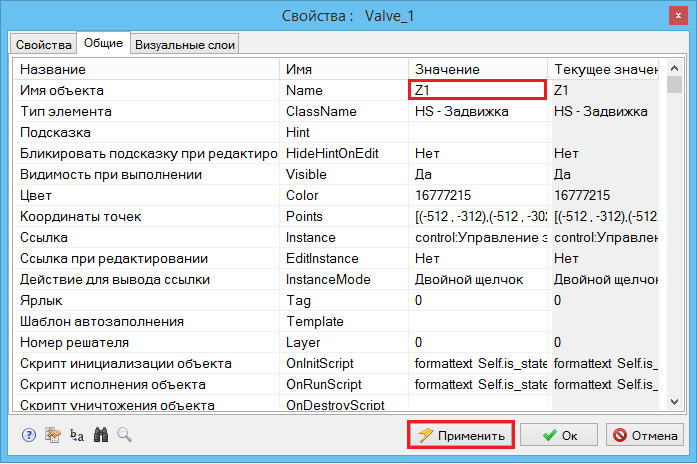 Свойства : Valve_1
x
Свойства Общие Визуальные слои
Название Имя Значение Текущее значен
Имя объекта Name Z1 Z1
Тип элемента ClassName HS - Задвижка HS - Задвижка
Подсказка Hint
Бликировать подсказку при редактиро HideHintOnEdit Нет Нет
Видимость при выполнении Visible Да Да
Цвет Color 16777215 16777215
Координаты точек Points [(-512 , -312),(-512 , -302 [(-512 , -312),(-512
Ссылка Instance control:Управление з control:Управлен
Ссылка при редактировании EditInstance Нет Нет
Действие для вывода ссылки InstanceMode Двойной щелчок Двойной щелчок
Ярлык Tag 0 0
Шаблон автозаполнения Template
Номер решателя Layer 0 0
Скрипт инициализации объекта OnInitScript formattext Self.is_state formattext Self.is_
Скрипт исполнения объекта OnRunScript formattext Self.is_state formattext Self.is_
Скрипт уничтожения объекта OnDestroyScript
? ba Применить Ок Отмена